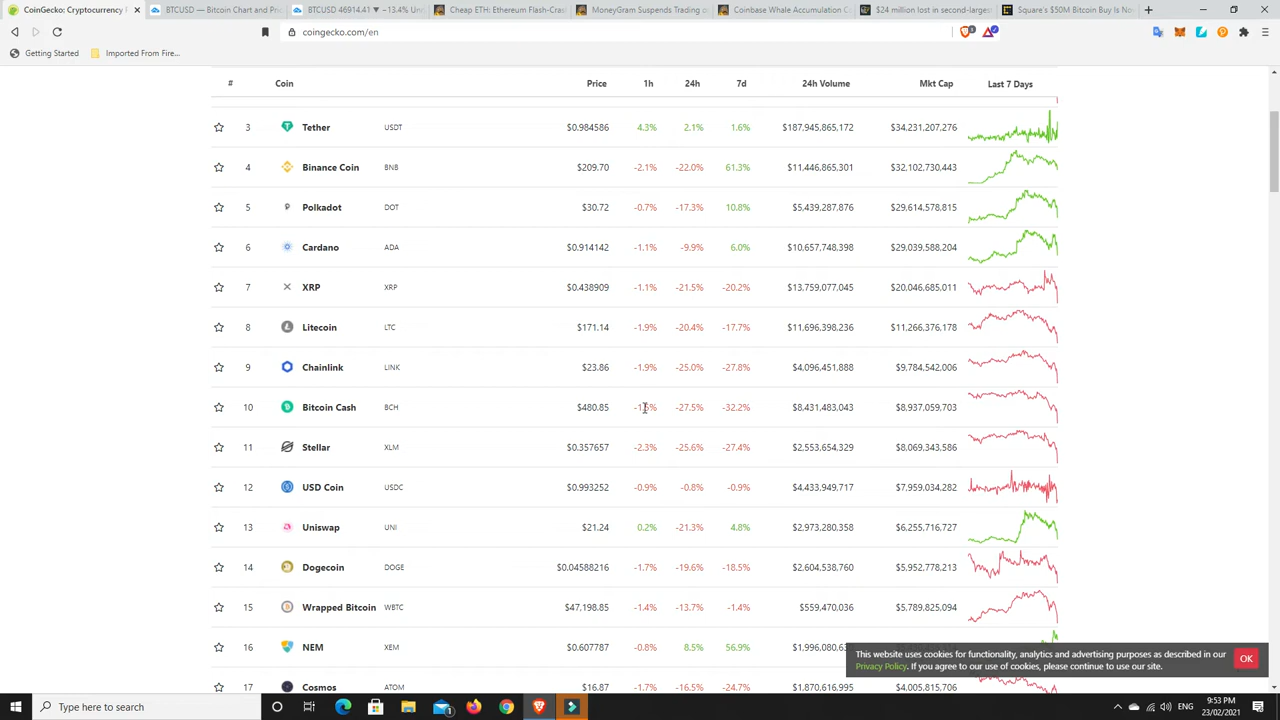 CoinGecko: Cryptocurrency P
BTCUSD — Bitcoin Chart and Pri
BTCUSD 46914.41 ▼ −13.4% Un
Cheap ETH: Ethereum Flash-Cras
MoneyGram Suspends Trading o
Coinbase Whale Accumulation C
$24 million lost in second-larges
Square's $50M Bitcoin Buy Is No
coingecko.com/en
Getting Started Imported From Fire...
# Coin Price 1h 24h 7d 24h Volume Mkt Cap Last 7 Days
3 Tether USDT $0.984586 4.3% 2.1% 1.6% $187,945,865,172 $34,231,207,276
4 Binance Coin BNB $209.70 -2.1% -22.0% 61.3% $11,446,865,301 $32,102,730,443
5 Polkadot DOT $30.72 -0.7% -17.3% 10.8% $5,439,287,876 $29,614,578,815
6 Cardano ADA $0.914142 -1.1% -9.9% 6.0% $10,657,748,398 $29,039,588,204
7 XRP XRP $0.438909 -1.1% -21.5% -20.2% $13,759,077,045 $20,046,685,011
8 Litecoin LTC $171.14 -1.9% -20.4% -17.7% $11,696,398,236 $11,266,376,178
9 Chainlink LINK $23.86 -1.9% -25.0% -27.8% $4,096,451,888 $9,784,542,006
10 Bitcoin Cash BCH $480.85 -27.5% -32.2% $8,431,483,043 $8,937,059,703
11 Stellar XLM $0.357657 -2.3% -25.6% -27.4% $2,553,654,329 $8,069,343,586
12 USD Coin USDC $0.993252 -0.9% -0.8% -0.9% $4,433,949,717 $7,959,034,282
13 Uniswap UNI $21.24 0.2% -21.3% 4.8% $2,973,280,358 $6,255,716,727
14 Dogecoin DOGE $0.04588216 -1.7% -19.6% -18.5% $2,604,538,760 $5,952,778,213
15 Wrapped Bitcoin WBTC $47,198.85 -1.4% -13.7% -1.4% $559,470,036 $5,789,825,094
16 NEM XEM $0.607787 -0.8% 8.5% 56.9% $1,996,080,6
17 Cosmos ATOM $16.87 -1.7% -16.5% -24.7% $1,870,616,995 $4,005,815,706
This website uses cookies for functionality, analytics and advertising purposes as described in our
Privacy Policy. If you agree to our use of cookies, please continue to use our site.
OK
Type here to search
ENG
9:53 PM
23/02/2021